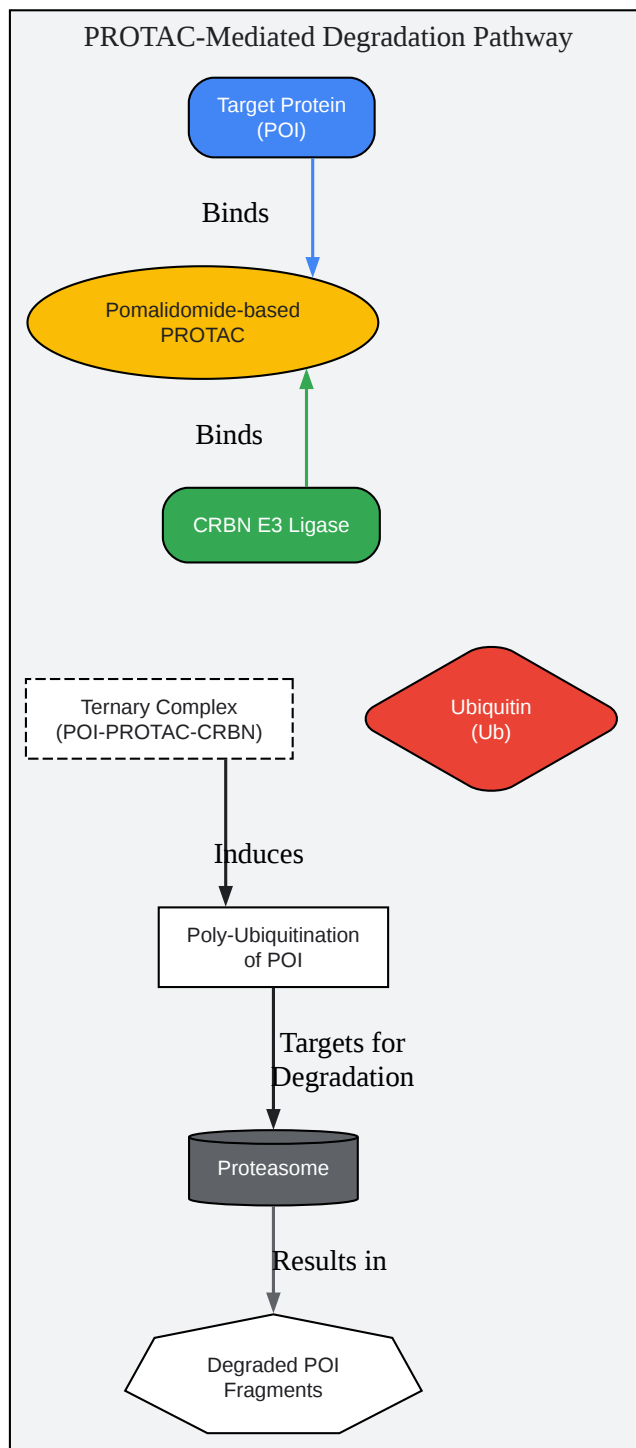 PROTAC-Mediated Degradation Pathway
Target Protein
(POI)
Binds
Pomalidomide-based
PROTAC
Binds
CRBN E3 Ligase
Ternary Complex
(POI-PROTAC-CRBN)
Ubiquitin
(Ub)
Induces
Poly-Ubiquitination
of POI
Targets for
Degradation
Proteasome
Results in
Degraded POI
Fragments